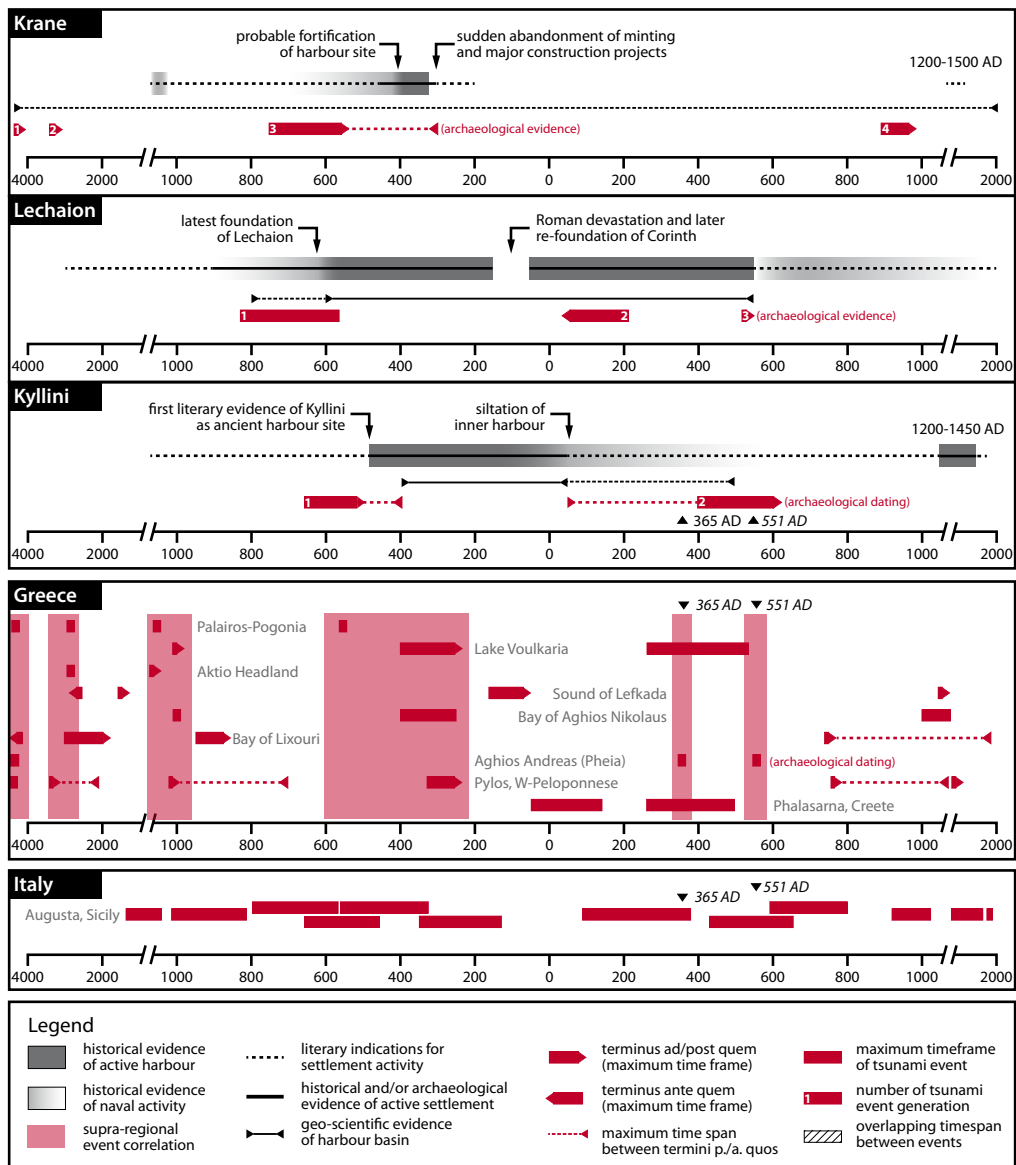 Krane
probable fortification
of harbour site
sudden abandonment of minting
and major construction projects
1200-1500 AD
1
2
3
(archaeological evidence)
4
4000 2000 1000 800 600 400 200 0 200 400 600 800 1000 2000
Lechaion
latest foundation
of Lechaion
Roman devastation and later
re-foundation of Corinth
1
2
3
(archaeological evidence)
4000 2000 1000 800 600 400 200 0 200 400 600 800 1000 2000
Kyllini
first literary evidence of Kyllini
as ancient harbour site
siltation of
inner harbour
1200-1450 AD
1
2
(archaeological dating)
365 AD 551 AD
4000 2000 1000 800 600 400 200 0 200 400 600 800 1000 2000
Greece
365 AD 551 AD
Palairos-Pogonia
Lake Voulkaria
Aktio Headland
Sound of Lefkada
Bay of Aghios Nikolaus
Bay of Lixouri
Aghios Andreas (Pheia)
(archaeological dating)
Pylos, W-Peloponnese
Phalasarna, Creete
4000 2000 1000 800 600 400 200 0 200 400 600 800 1000 2000
Italy
365 AD 551 AD
Augusta, Sicily
4000 2000 1000 800 600 400 200 0 200 400 600 800 1000 2000
Legend
historical evidence
of active harbour
historical evidence
of naval activity
supra-regional
event correlation
literary indications for
settlement activity
historical and/or archaeological
evidence of active settlement
geo-scientific evidence
of harbour basin
terminus ad/post quem
(maximum time frame)
terminus ante quem
(maximum time frame)
maximum time span
between termini p./a. quos
maximum timeframe
of tsunami event
1
number of tsunami
event generation
overlapping timespan
between events